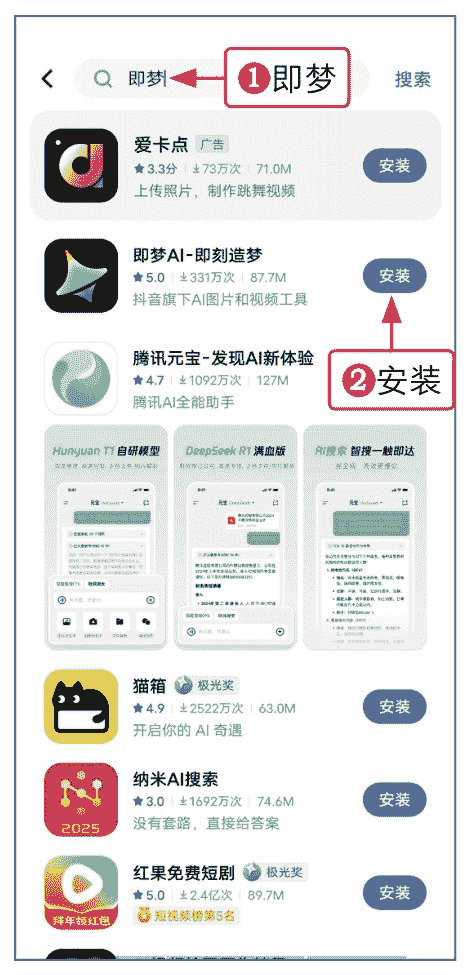 即梦
❶即梦
搜索
爱卡点 广告
3.3分 73万次 71.0M
上传照片，制作跳舞视频
安装
即梦AI-即刻造梦
5.0 331万次 87.7M
抖音旗下AI图片和视频工具
安装
❷安装
腾讯元宝-发现AI新体验
4.7 1092万次 127M
腾讯AI全能助手
Hunyuan T1 自研模型
DeepSeek R1 满血版
AI搜索 智搜一触即达
猫箱 极光奖
4.9 2522万次 63.0M
开启你的 AI 奇遇
安装
纳米AI搜索
3.0 1692万次 74.6M
没有套路，直接给答案
2025
安装
红果免费短剧 极光奖
5.0 2.4亿次 89.7M
短视频榜第5名
拜年领红包
安装